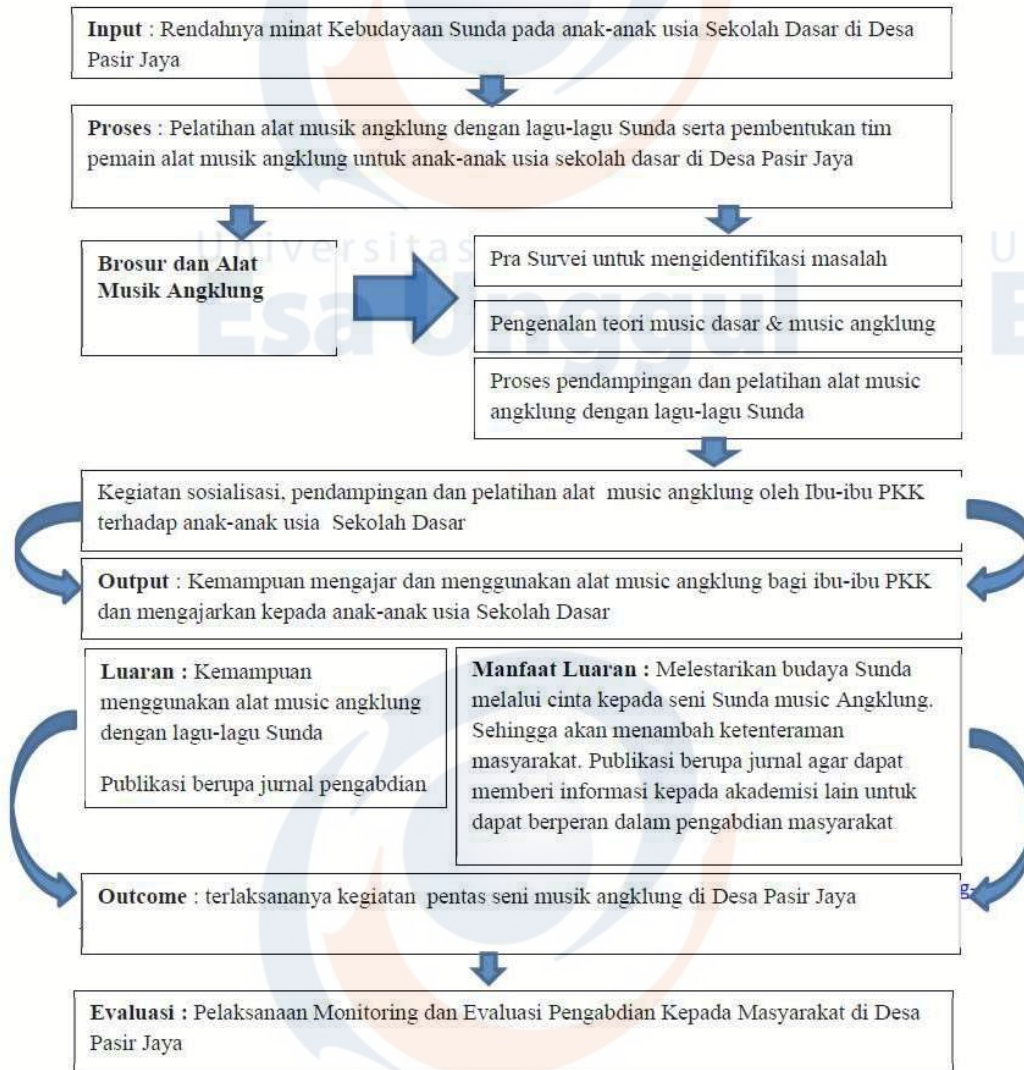 Input : Rendahnya minat Kebudayaan Sunda pada anak-anak usia Sekolah Dasar di Desa
Pasir Jaya
Proses : Pelatihan alat musik angklung dengan lagu-lagu Sunda serta pembentukan tim
pemain alat musik angklung untuk anak-anak usia sekolah dasar di Desa Pasir Jaya
Universitas
Esa Unggul
U
E
Brosur dan Alat
Musik Angklung
Pra Survei untuk mengidentifikasi masalah
Pengenalan teori music dasar & music angklung
Proses pendampingan dan pelatihan alat music
angklung dengan lagu-lagu Sunda
Kegiatan sosialisasi, pendampingan dan pelatihan alat music angklung oleh Ibu-ibu PKK
terhadap anak-anak usia Sekolah Dasar
Output : Kemampuan mengajar dan menggunakan alat music angklung bagi ibu-ibu PKK
dan mengajarkan kepada anak-anak usia Sekolah Dasar
Luaran : Kemampuan
menggunakan alat music angklung
dengan lagu-lagu Sunda
Publikasi berupa jurnal pengabdian
Manfaat Luaran : Melestarikan budaya Sunda
melalui cinta kepada seni Sunda music Angklung.
Sehingga akan menambah ketenteraman
masyarakat. Publikasi berupa jurnal agar dapat
memberi informasi kepada akademisi lain untuk
dapat berperan dalam pengabdian masyarakat
Outcome : terlaksananya kegiatan pentas seni musik angklung di Desa Pasir Jaya
g-
Evaluasi : Pelaksanaan Monitoring dan Evaluasi Pengabdian Kepada Masyarakat di Desa
Pasir Jaya